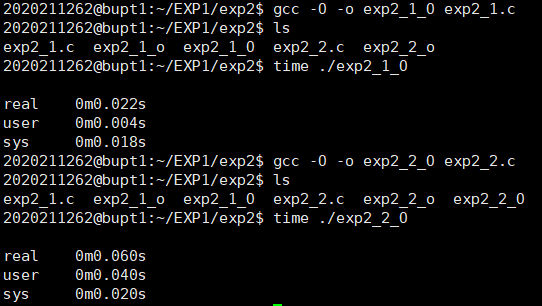 2020211262@bupt1:~/EXP1/exp2$ gcc -O -o exp2_1_O exp2_1.c
2020211262@bupt1:~/EXP1/exp2$ ls
exp2_1.c  exp2_1_o  exp2_1_O  exp2_2.c  exp2_2_o
2020211262@bupt1:~/EXP1/exp2$ time ./exp2_1_O
real    0m0.022s
user    0m0.004s
sys     0m0.018s
2020211262@bupt1:~/EXP1/exp2$ gcc -O -o exp2_2_O exp2_2.c
2020211262@bupt1:~/EXP1/exp2$ ls
exp2_1.c  exp2_1_o  exp2_1_O  exp2_2.c  exp2_2_o  exp2_2_O
2020211262@bupt1:~/EXP1/exp2$ time ./exp2_2_O
real    0m0.060s
user    0m0.040s
sys     0m0.020s